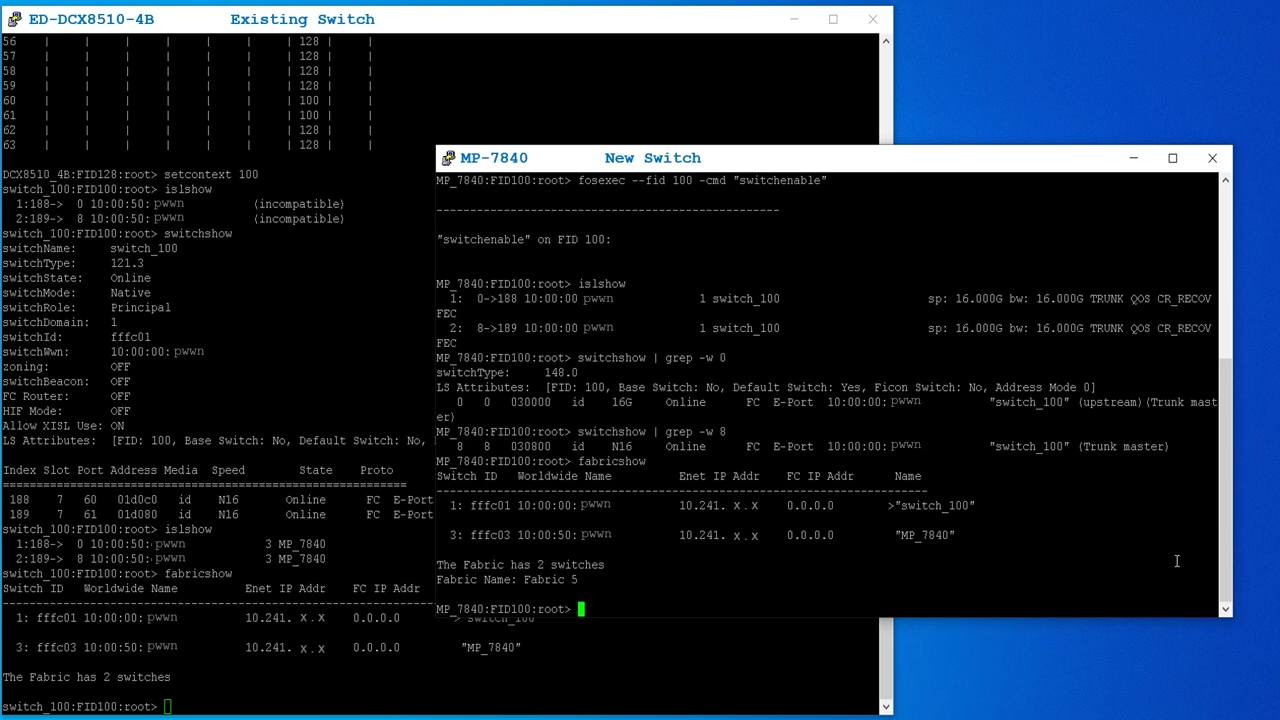 ED-DCX8510-4B Existing Switch
56 | | | | | | | 128 | |
57 | | | | | | | 128 | |
58 | | | | | | | 128 | |
59 | | | | | | | 128 | |
60 | | | | | | | 100 | |
61 | | | | | | | 100 | |
62 | | | | | | | 128 | |
63 | | | | | | | 128 | |
DCX8510_4B:FID128:root> setcontext 100
switch_100:FID100:root> islshow
1:188-> 0 10:00:50: pwwn (incompatible)
2:189-> 8 10:00:50: pwwn (incompatible)
switch_100:FID100:root> switchshow
switchName: switch_100
switchType: 121.3
switchState: Online
switchMode: Native
switchRole: Principal
switchDomain: 1
switchId: fffc01
switchWwn: 10:00:00: pwwn
zoning: OFF
switchBeacon: OFF
FC Router: OFF
HIF Mode: OFF
Allow XISL Use: ON
LS Attributes: [FID: 100, Base Switch: No, Default Switch: No,
Index Slot Port Address Media Speed State Proto
==================================================
188 7 60 01d0c0 id N16 Online FC E-Port
189 7 61 01d080 id N16 Online FC E-Port
switch_100:FID100:root> islshow
1:188-> 0 10:00:50: pwwn 3 MP_7840
2:189-> 8 10:00:50: pwwn 3 MP_7840
switch_100:FID100:root> fabricshow
Switch ID Worldwide Name Enet IP Addr FC IP Addr
-------------------------------------------------------
1: fffc01 10:00:00: pwwn 10.241. x.x 0.0.0.0 >"switch_100"
3: fffc03 10:00:50: pwwn 10.241. x.x 0.0.0.0 "MP_7840"
The Fabric has 2 switches
switch_100:FID100:root>
MP-7840 New Switch
MP_7840:FID100:root> fosexec --fid 100 -cmd "switchenable"
-----------------------------------------------
"switchenable" on FID 100:
MP_7840:FID100:root> islshow
1: 0->188 10:00:00 pwwn 1 switch_100 sp: 16.000G bw: 16.000G TRUNK QOS CR_RECOV
FEC
2: 8->189 10:00:00 pwwn 1 switch_100 sp: 16.000G bw: 16.000G TRUNK QOS CR_RECOV
FEC
MP_7840:FID100:root> switchshow | grep -w 0
switchType: 148.0
LS Attributes: [FID: 100, Base Switch: No, Default Switch: Yes, Ficon Switch: No, Address Mode 0]
0 0 030000 id 16G Online FC E-Port 10:00:00: pwwn "switch_100" (upstream)(Trunk mast
er)
MP_7840:FID100:root> switchshow | grep -w 8
8 8 030800 id N16 Online FC E-Port 10:00:00: pwwn "switch_100" (Trunk master)
MP_7840:FID100:root> fabricshow
Switch ID Worldwide Name Enet IP Addr FC IP Addr Name
-----------------------------------------------------------------
1: fffc01 10:00:00: pwwn 10.241. x.x 0.0.0.0 >"switch_100"
3: fffc03 10:00:50: pwwn 10.241. x.x 0.0.0.0 "MP_7840"
The Fabric has 2 switches
Fabric Name: Fabric 5
MP_7840:FID100:root>